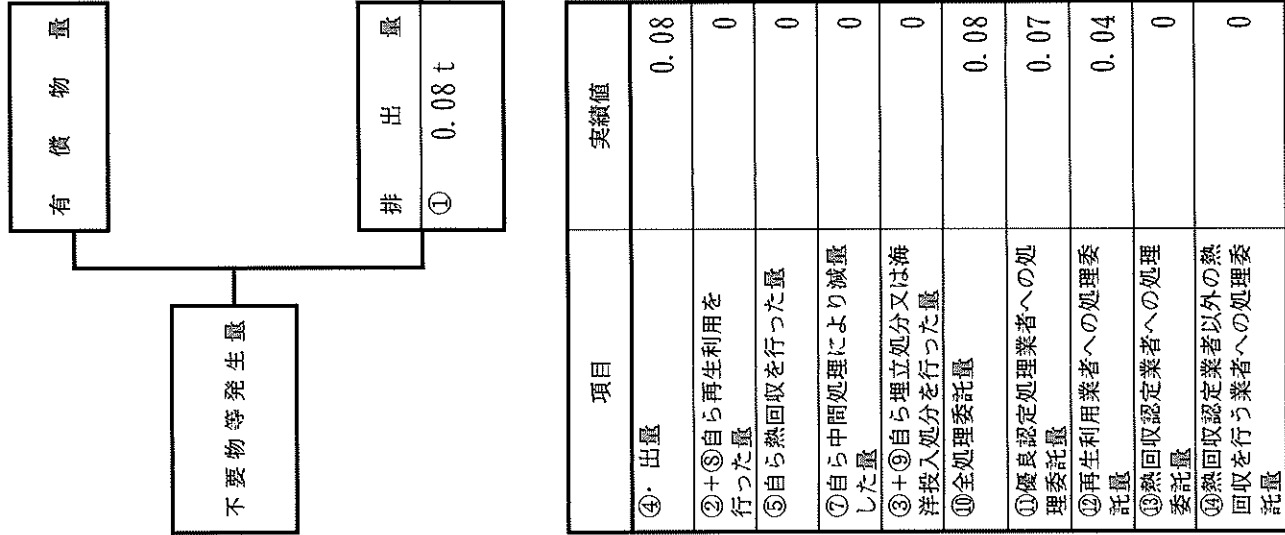 不要物等発生量
有償物量
排出量
① 0.08 t
項目 実績値
④・出量 0.08
②+⑧自ら再生利用を
行った量 0
⑤自ら熱回収を行った量 0
⑦自ら中間処理により減量
した量 0
③+⑨自ら埋立処分又は海
洋投入処分を行った量 0
⑩全処理委託量 0.08
⑪優良認定処理業者への処
理委託量 0.07
⑫再生利用業者への処理委
託量 0.04
⑬熱回収認定業者への処理
委託量 0
⑭熱回収認定業者以外の熱
回収を行う業者への処理委
託量 0